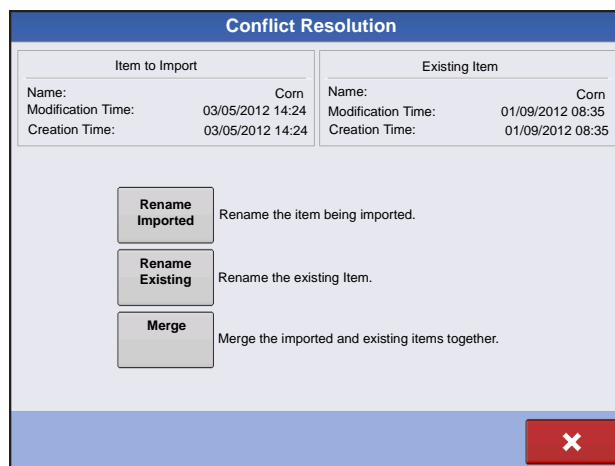 Conflict Resolution
Item to Import
Name: Corn
Modification Time: 03/05/2012 14:24
Creation Time: 03/05/2012 14:24
Existing Item
Name: Corn
Modification Time: 01/09/2012 08:35
Creation Time: 01/09/2012 08:35
Rename
Imported
Rename the item being imported.
Rename
Existing
Rename the existing Item.
Merge
Merge the imported and existing items together.